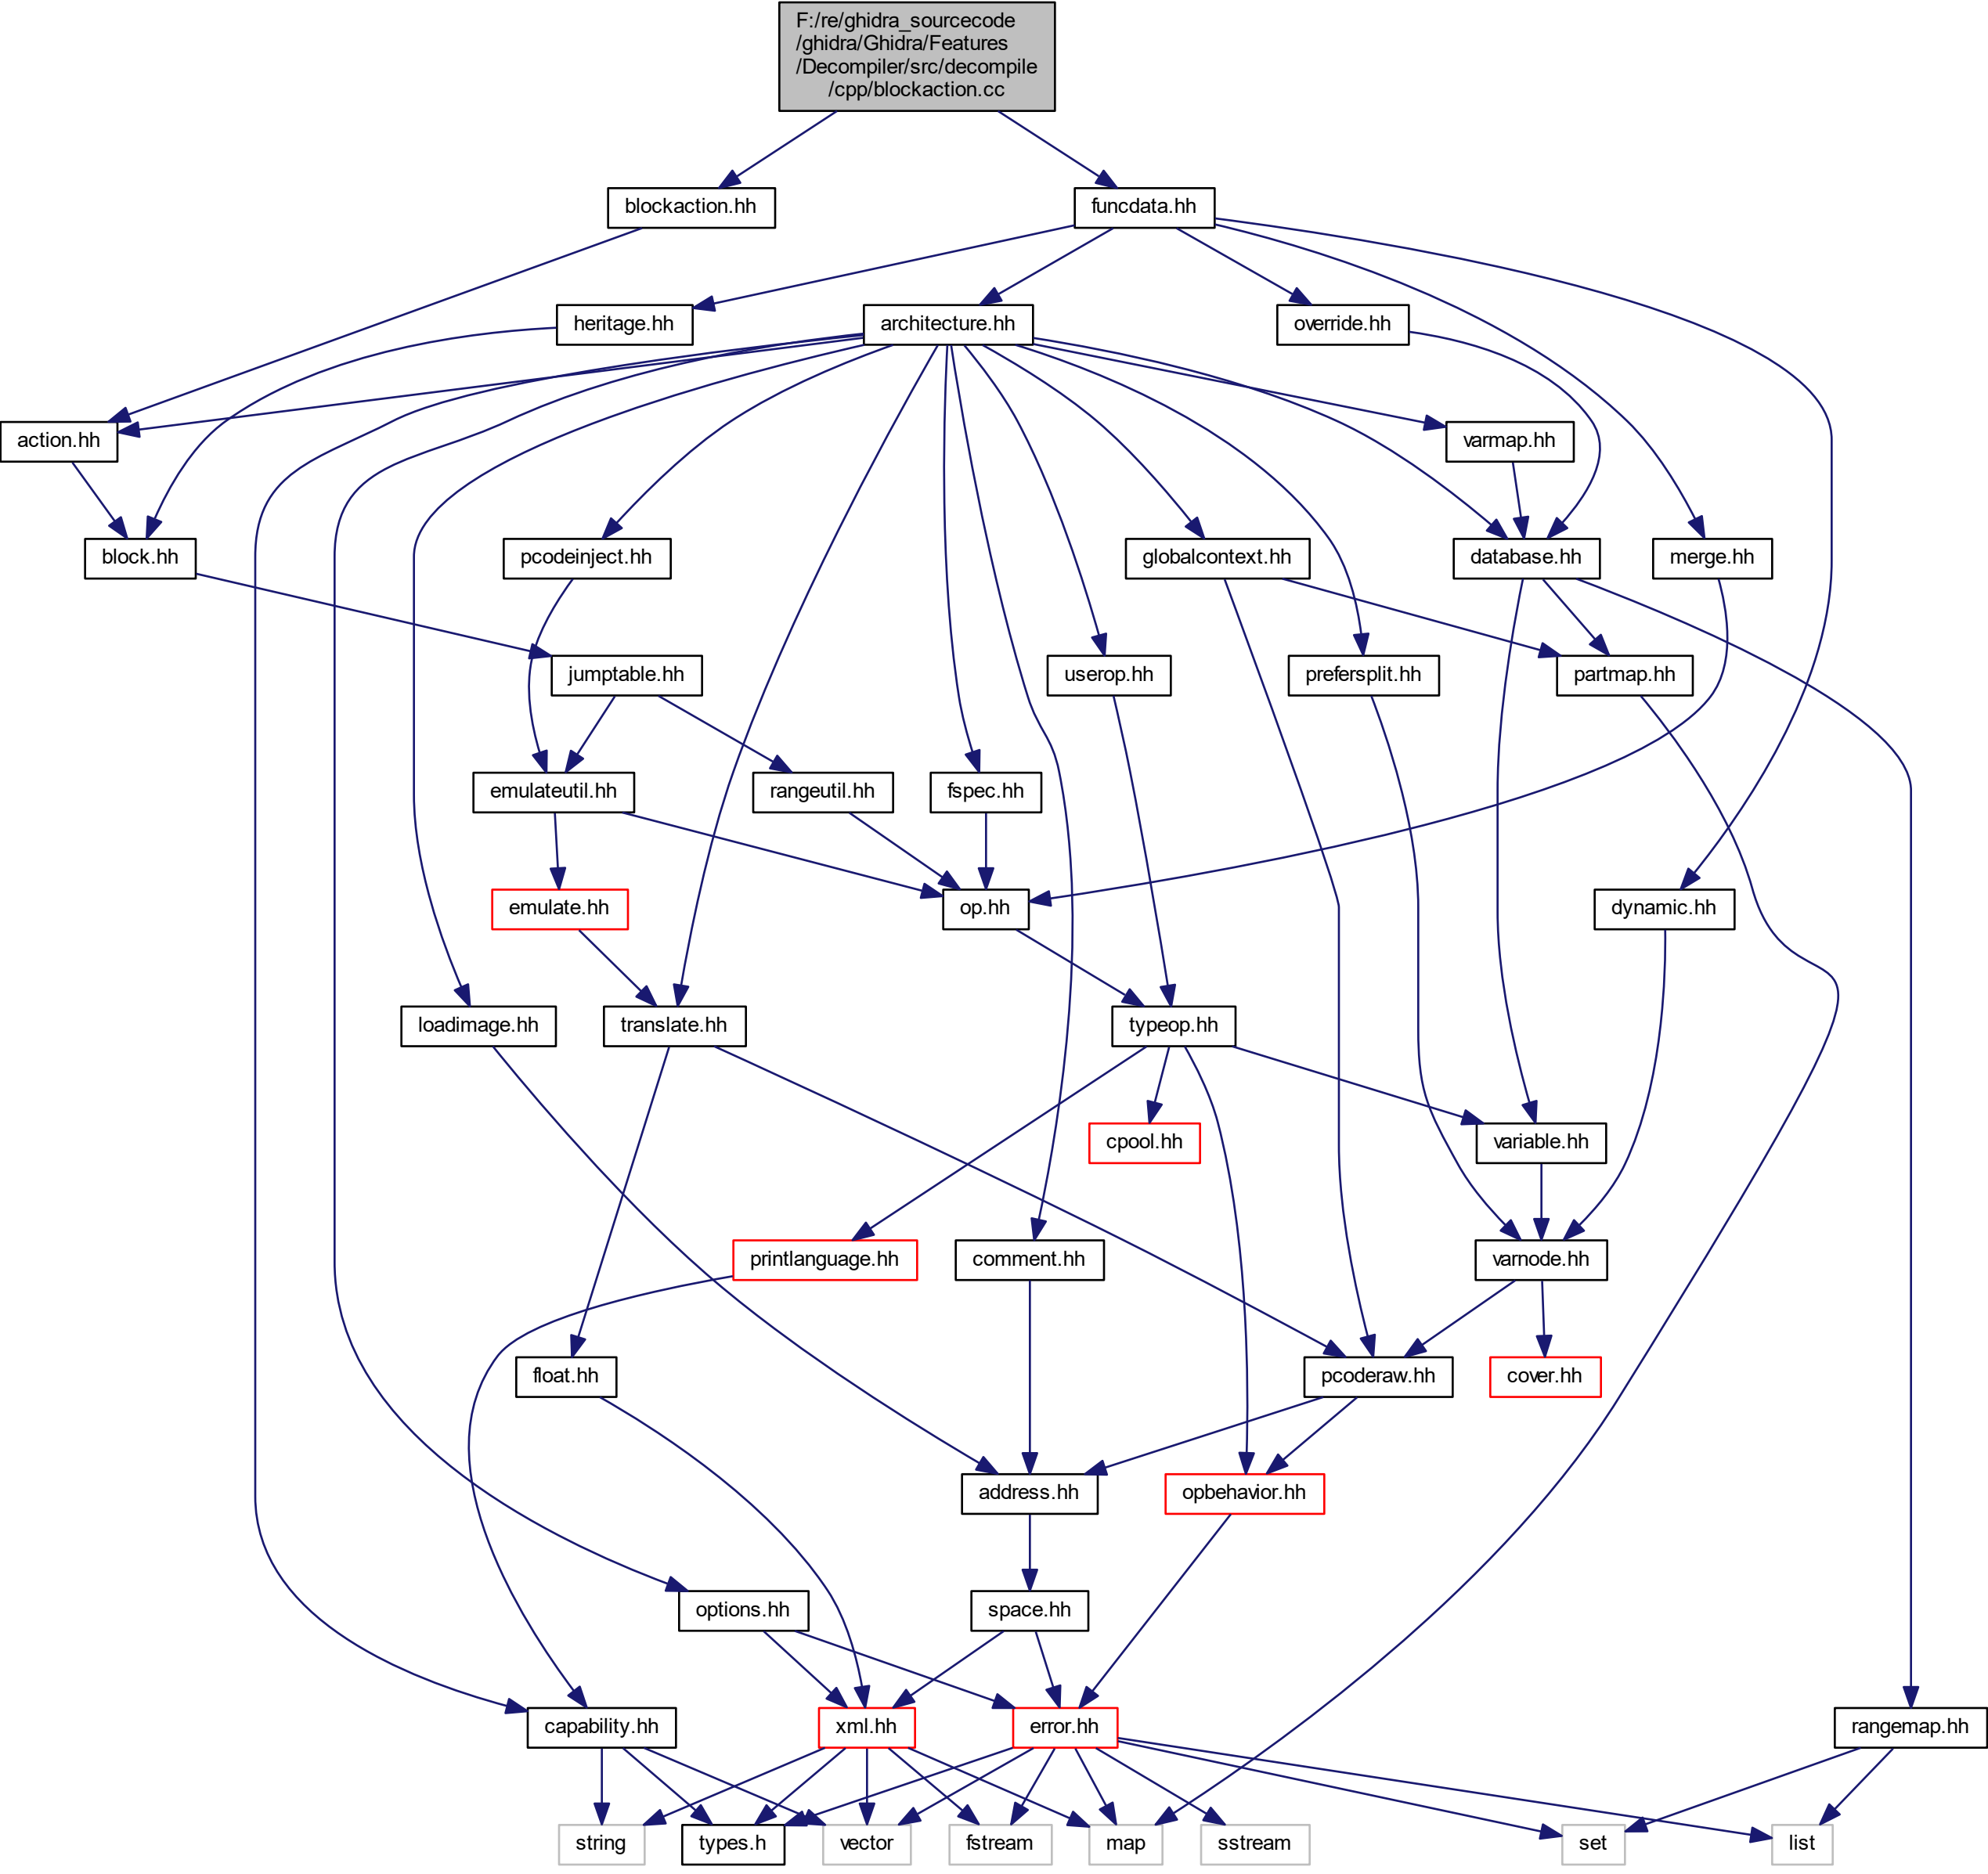 F:/re/ghidra_sourcecode
/ghidra/Ghidra/Features
/Decompiler/src/decompile
/cpp/blockaction.cc
blockaction.hh
funcdata.hh
heritage.hh
architecture.hh
override.hh
action.hh
varmap.hh
block.hh
pcodeinject.hh
globalcontext.hh
database.hh
merge.hh
jumptable.hh
userop.hh
prefersplit.hh
partmap.hh
emulateutil.hh
rangeutil.hh
fspec.hh
emulate.hh
op.hh
dynamic.hh
loadimage.hh
translate.hh
typeop.hh
cpool.hh
variable.hh
printlanguage.hh
comment.hh
varnode.hh
float.hh
pcoderaw.hh
cover.hh
address.hh
opbehavior.hh
options.hh
space.hh
capability.hh
xml.hh
error.hh
rangemap.hh
string
types.h
vector
fstream
map
sstream
set
list